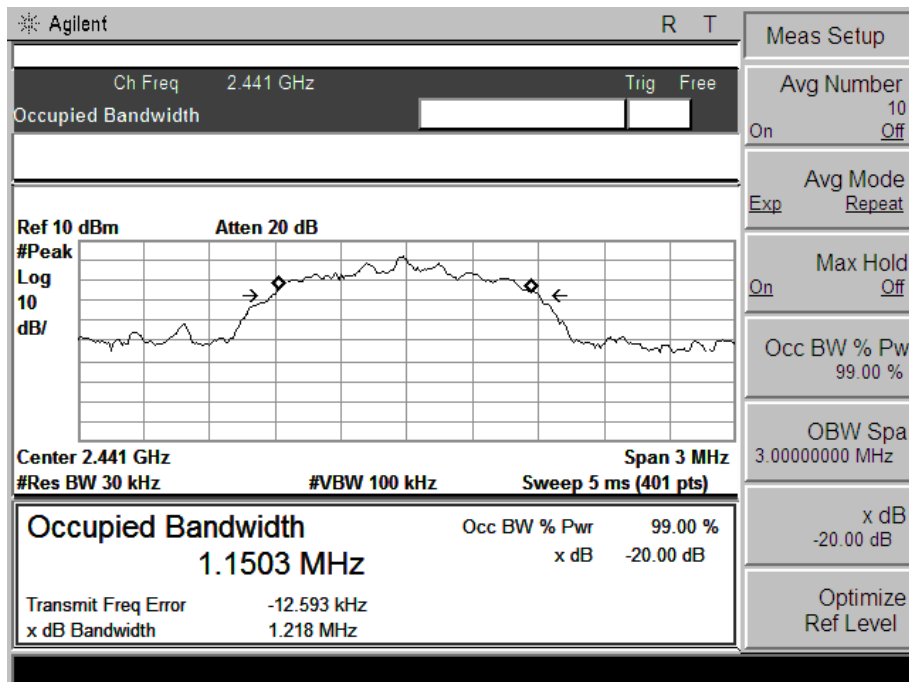 Agilent R T
Ch Freq 2.441 GHz Trig Free
Occupied Bandwidth
Ref 10 dBm Atten 20 dB
#Peak
Log
10
dB/
Center 2.441 GHz Span 3 MHz
#Res BW 30 kHz #VBW 100 kHz Sweep 5 ms (401 pts)
Occupied Bandwidth Occ BW % Pwr 99.00 %
1.1503 MHz x dB -20.00 dB
Transmit Freq Error -12.593 kHz
x dB Bandwidth 1.218 MHz
Meas Setup
Avg Number
10
On Off
Avg Mode
Exp Repeat
Max Hold
On Off
Occ BW % Pw
99.00 %
OBW Spa
3.00000000 MHz
x dB
-20.00 dB
Optimize
Ref Level